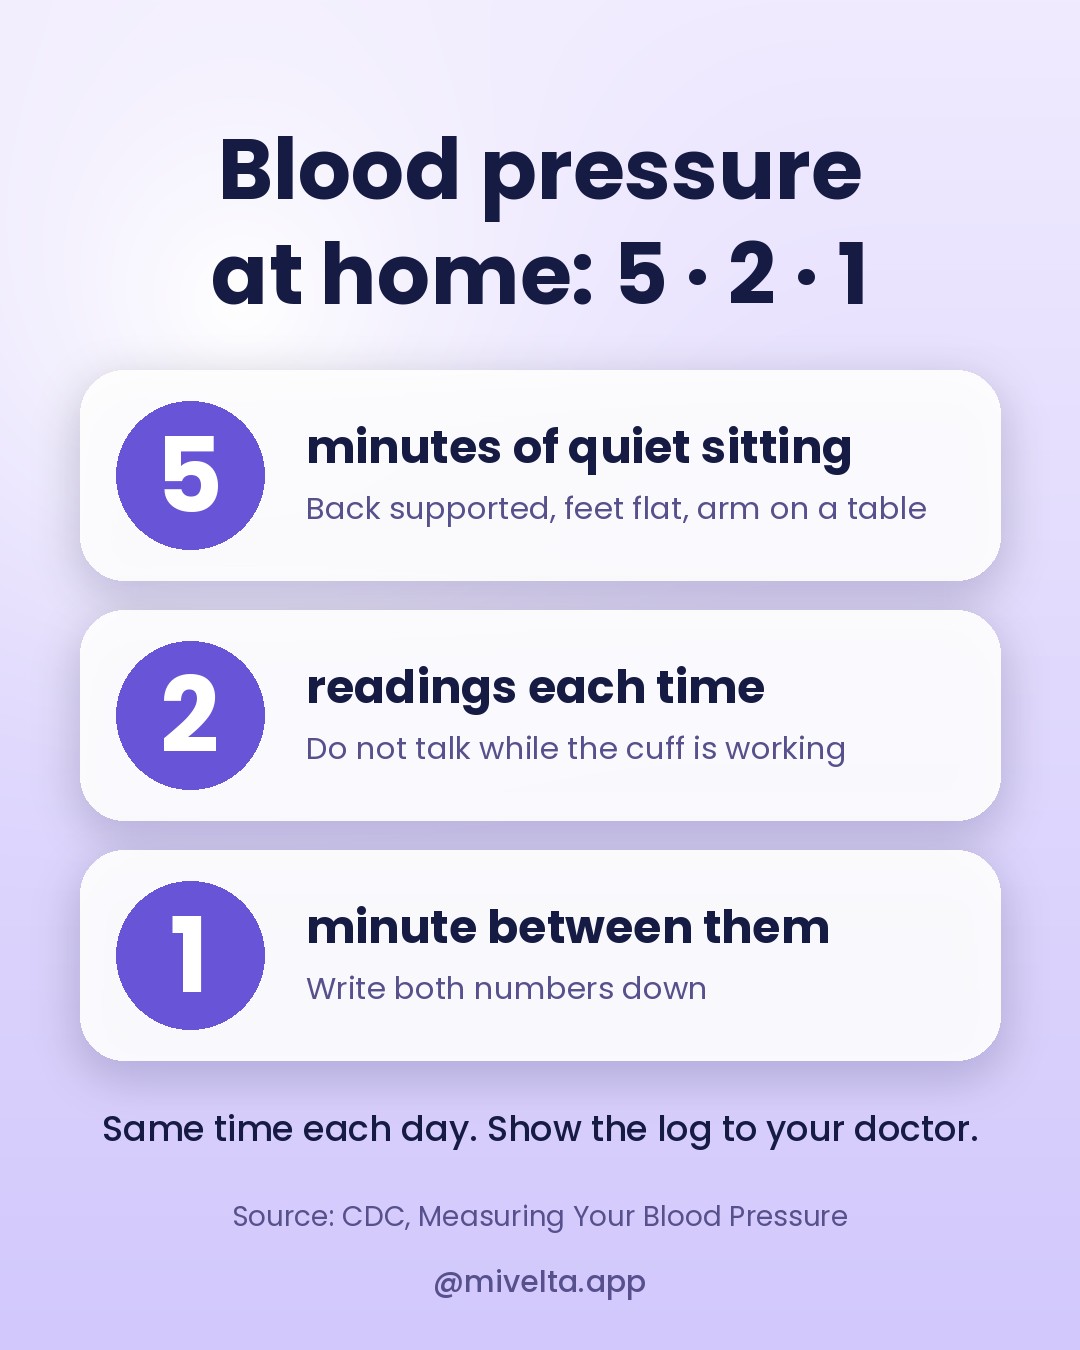 Blood pressure
at home: 5 · 2 · 1
5
minutes of quiet sitting
Back supported, feet flat, arm on a table
2
readings each time
Do not talk while the cuff is working
1
minute between them
Write both numbers down
Same time each day. Show the log to your doctor.
Source: CDC, Measuring Your Blood Pressure
@mivelta.app